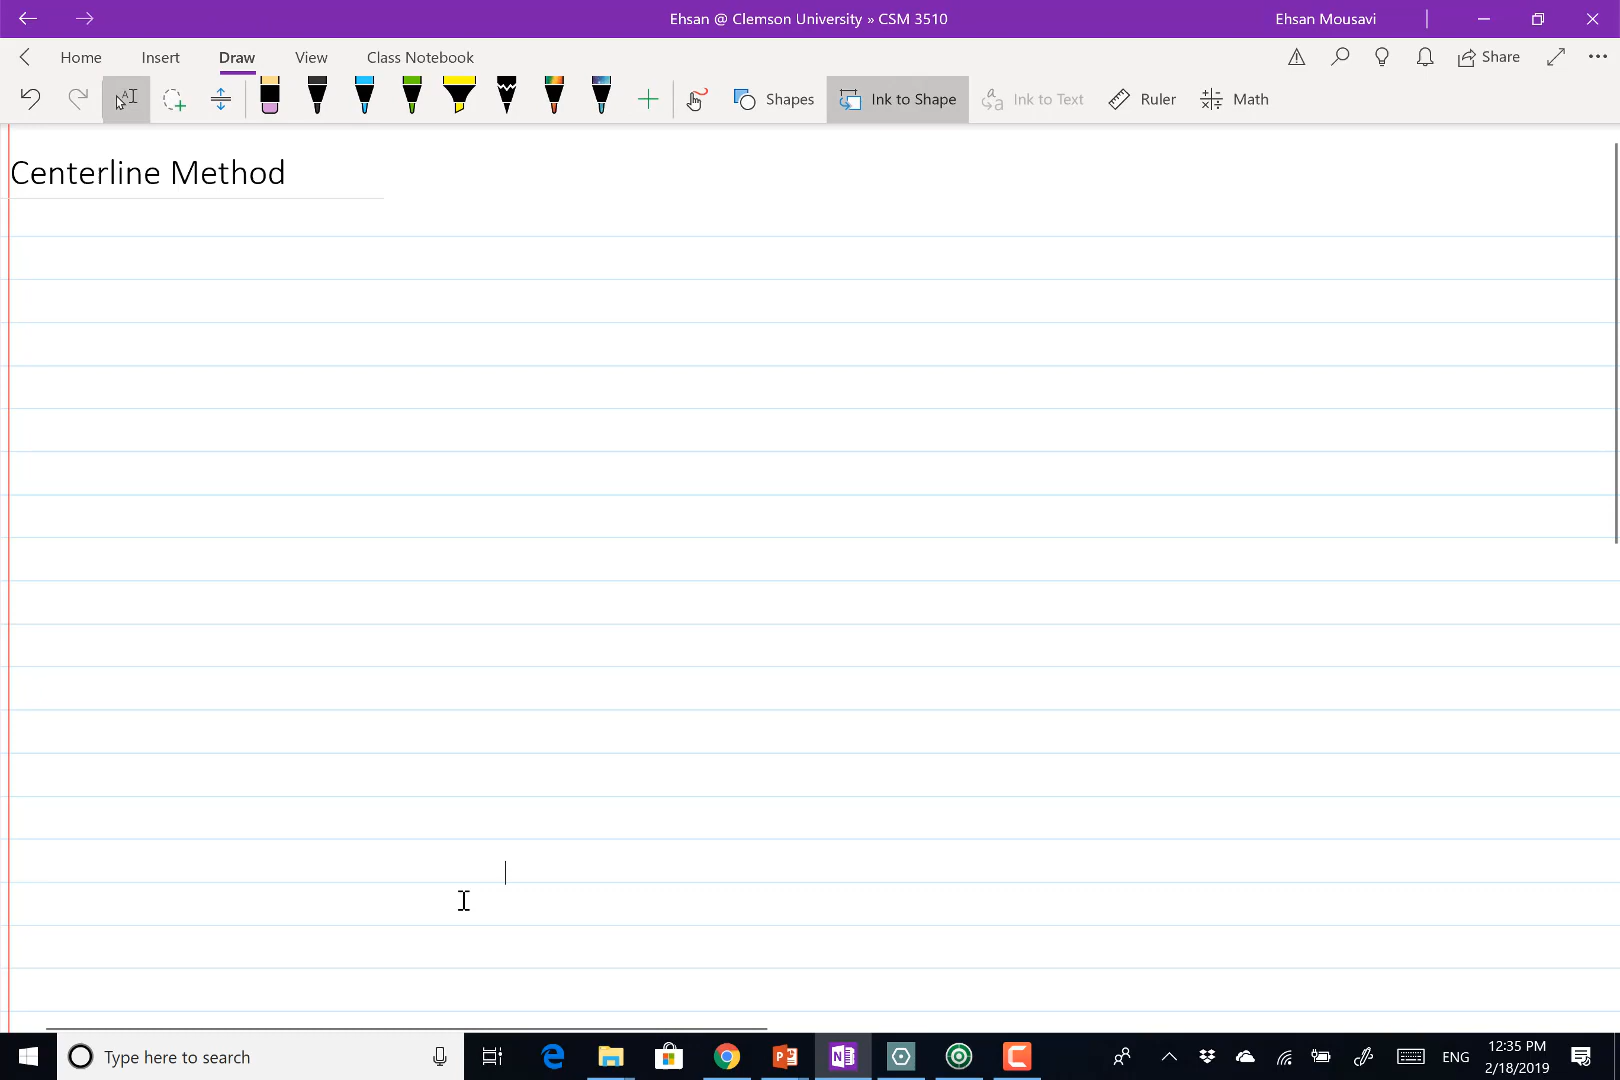 Ehsan @ Clemson University » CSM 3510
Ehsan Mousavi
Home Insert Draw View Class Notebook Share
Shapes Ink to Shape Ink to Text Ruler Math
Centerline Method
Type here to search
ENG
12:35 PM
2/18/2019